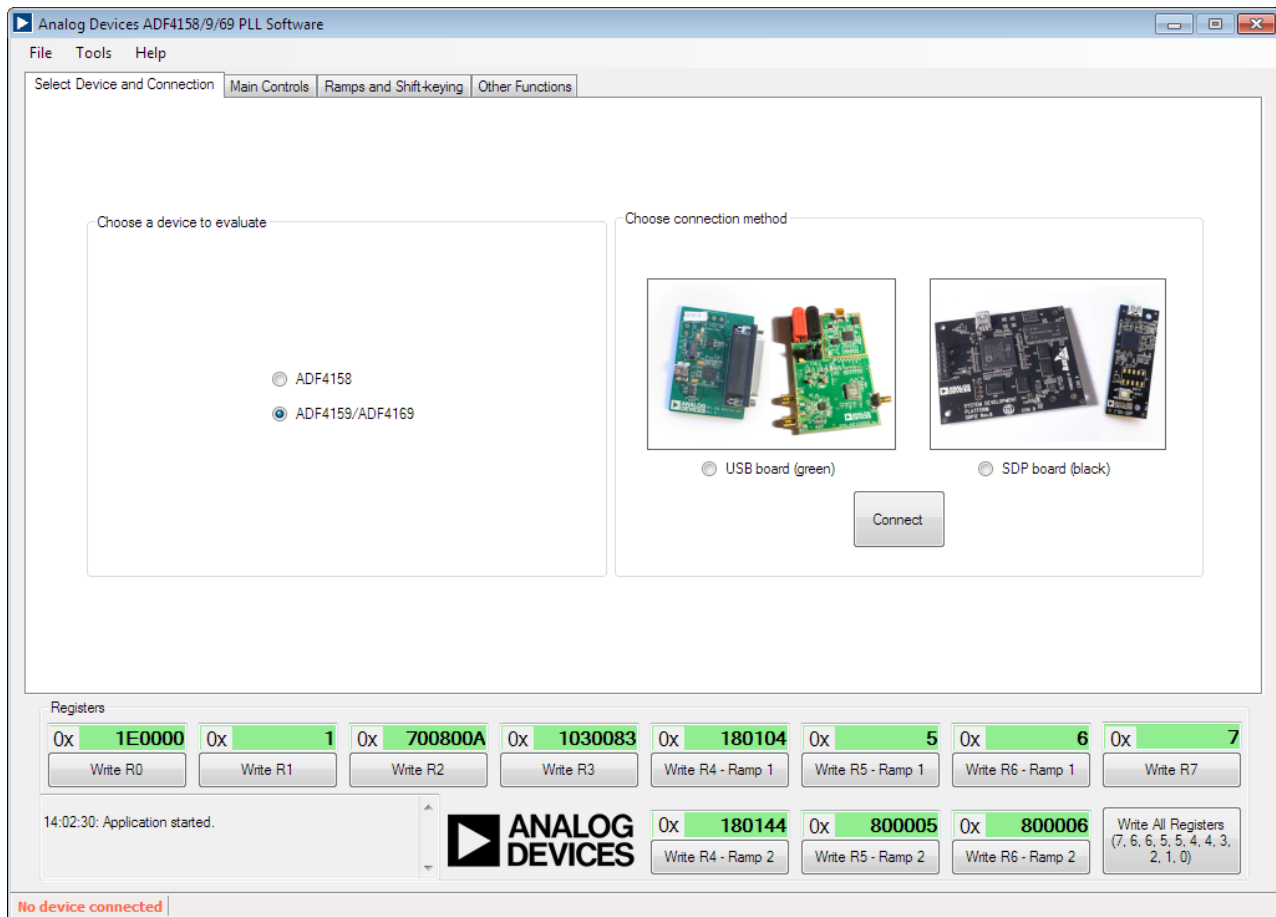 Analog Devices ADF4158/9/69 PLL Software
File Tools Help
Select Device and Connection Main Controls Ramps and Shift-keying Other Functions
Choose a device to evaluate
ADF4158
ADF4159/ADF4169
Choose connection method
ANALOG DEVICES
SYSTEM DEVELOPMENT
PLATFORM
USB board (green)
SDP board (black)
Connect
Registers
0x 1E0000 0x 1 0x 700800A 0x 1030083 0x 180104 0x 5 0x 6 0x 7
Write R0 Write R1 Write R2 Write R3 Write R4 - Ramp 1 Write R5 - Ramp 1 Write R6 - Ramp 1 Write R7
14:02:30: Application started.
ANALOG
DEVICES
0x 180144 0x 800005 0x 800006
Write R4 - Ramp 2 Write R5 - Ramp 2 Write R6 - Ramp 2
Write All Registers
(7, 6, 6, 5, 5, 4, 4, 3,
2, 1, 0)
No device connected